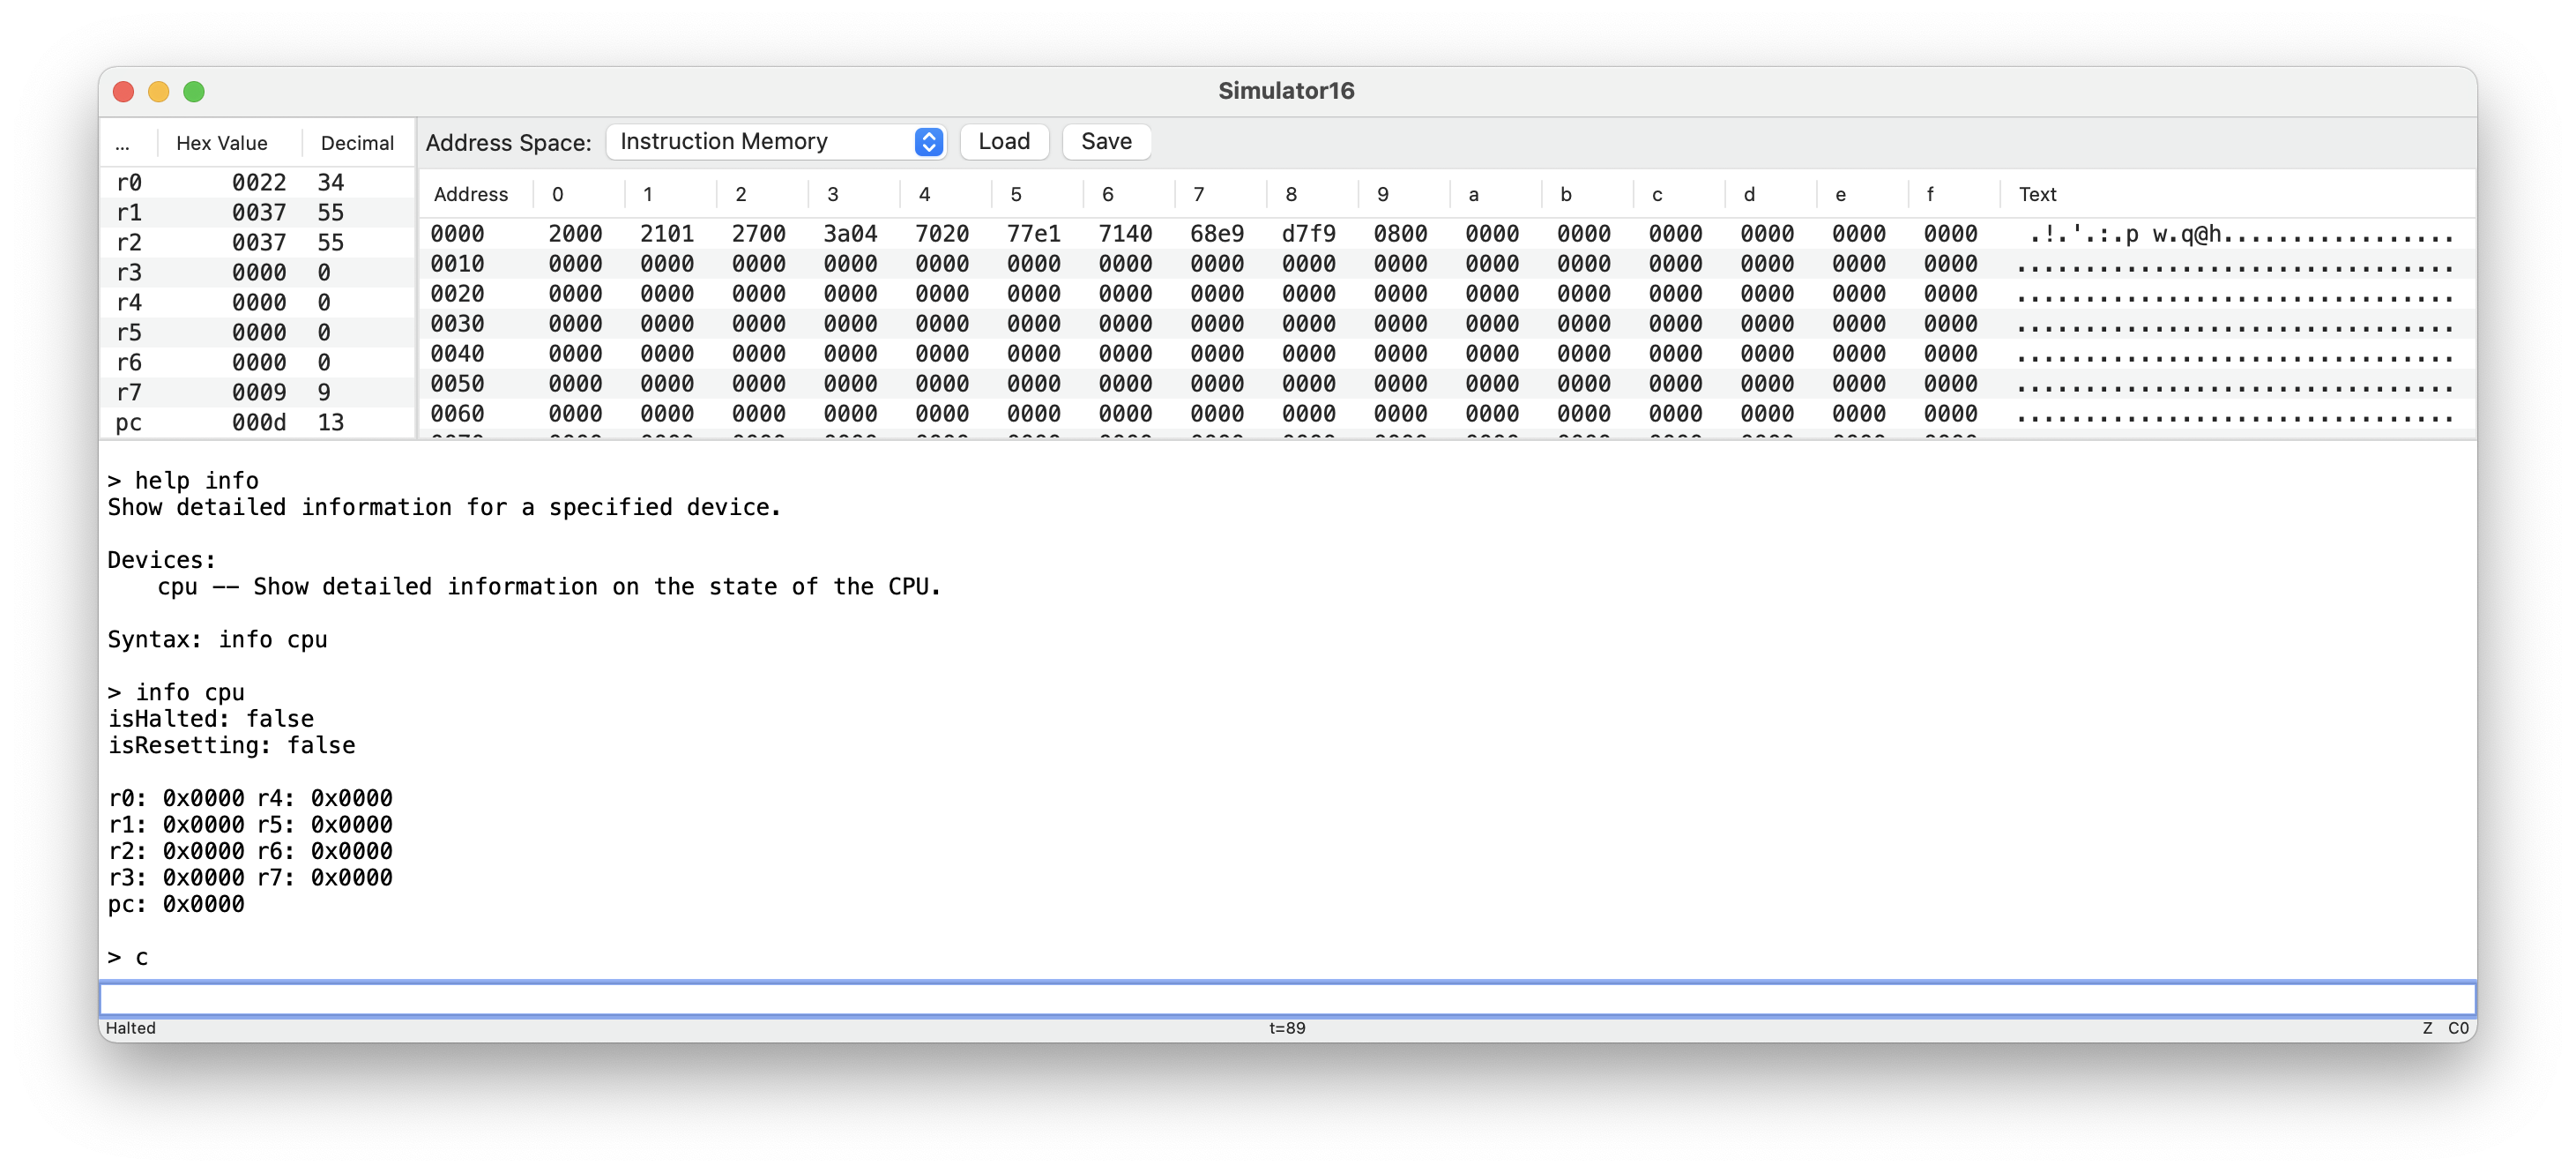 Simulator16
... Hex Value Decimal
r0 0022 34
r1 0037 55
r2 0037 55
r3 0000 0
r4 0000 0
r5 0000 0
r6 0000 0
r7 0009 9
pc 000d 13
Address Space: Instruction Memory Load Save
Address 0 1 2 3 4 5 6 7 8 9 a b c d e f Text
0000 2000 2101 2700 3a04 7020 77e1 7140 68e9 d7f9 0800 0000 0000 0000 0000 0000 0000 .!.'.:.p w.q@h.................
0010 0000 0000 0000 0000 0000 0000 0000 0000 0000 0000 0000 0000 0000 0000 0000 0000 ................................
0020 0000 0000 0000 0000 0000 0000 0000 0000 0000 0000 0000 0000 0000 0000 0000 0000 ................................
0030 0000 0000 0000 0000 0000 0000 0000 0000 0000 0000 0000 0000 0000 0000 0000 0000 ................................
0040 0000 0000 0000 0000 0000 0000 0000 0000 0000 0000 0000 0000 0000 0000 0000 0000 ................................
0050 0000 0000 0000 0000 0000 0000 0000 0000 0000 0000 0000 0000 0000 0000 0000 0000 ................................
0060 0000 0000 0000 0000 0000 0000 0000 0000 0000 0000 0000 0000 0000 0000 0000 0000 ................................
> help info
Show detailed information for a specified device.
Devices:
cpu -- Show detailed information on the state of the CPU.
Syntax: info cpu
> info cpu
isHalted: false
isResetting: false
r0: 0x0000 r4: 0x0000
r1: 0x0000 r5: 0x0000
r2: 0x0000 r6: 0x0000
r3: 0x0000 r7: 0x0000
pc: 0x0000
> c
Halted t=89 Z C0